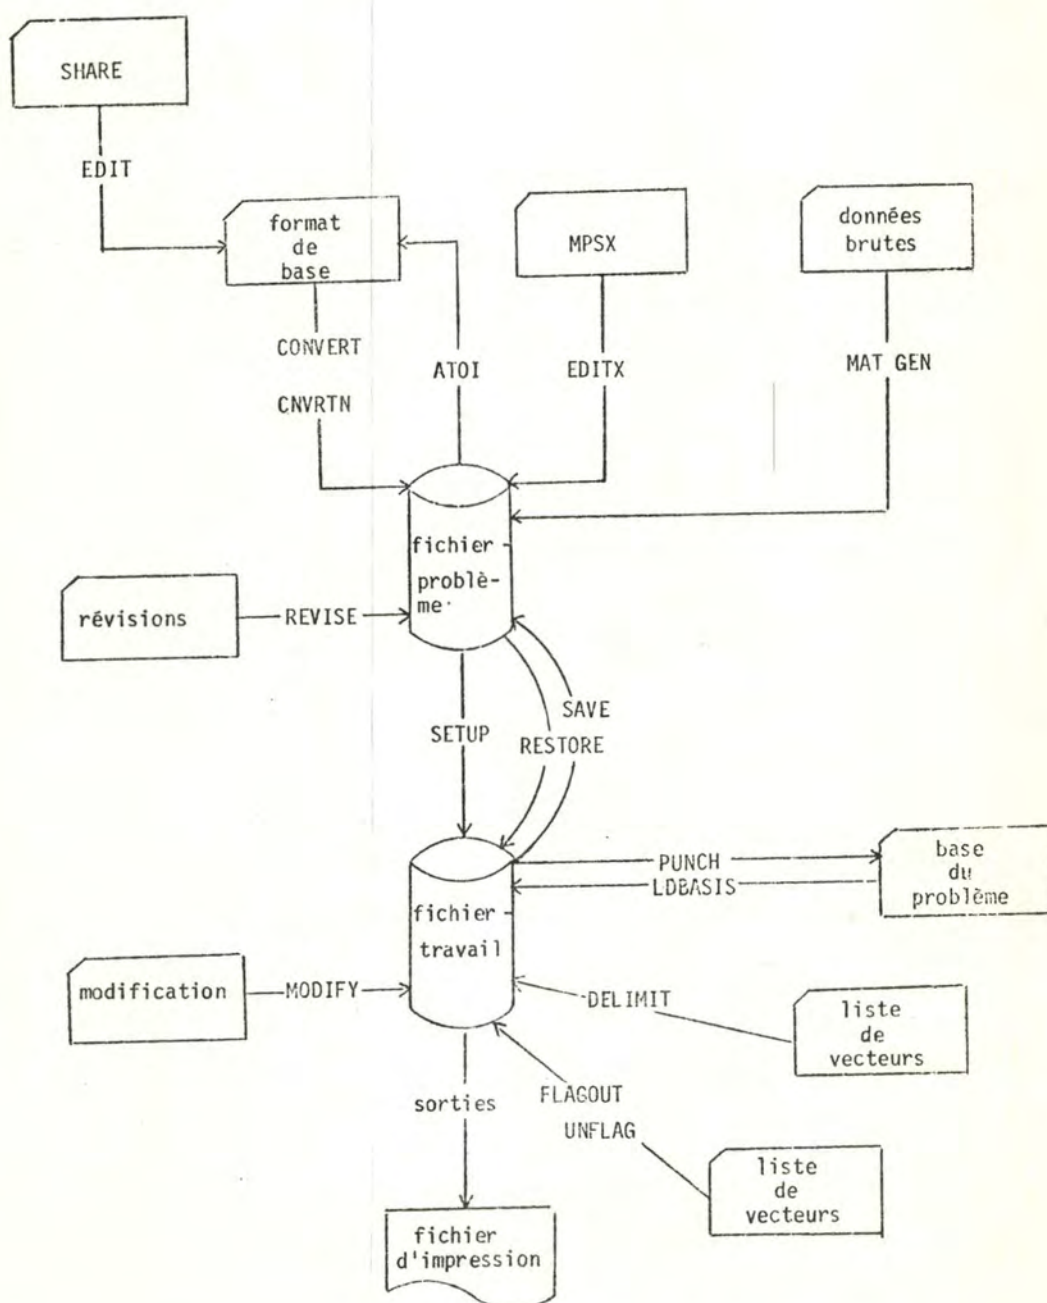 SHARE
EDIT
format
de
base
MPSX
données
brutes
CONVERT
CNVRTN
ATOI
EDITX
MAT GEN
fichier -
problè-
me
révisions
REVISE
SETUP
SAVE
RESTORE
PUNCH
LDBASIS
base
du
problème
fichier -
travail
modification
MODIFY
DELIMIT
liste
de
vecteurs
FLAGOUT
UNFLAG
liste
de
vecteurs
sorties
fichier
d'impression